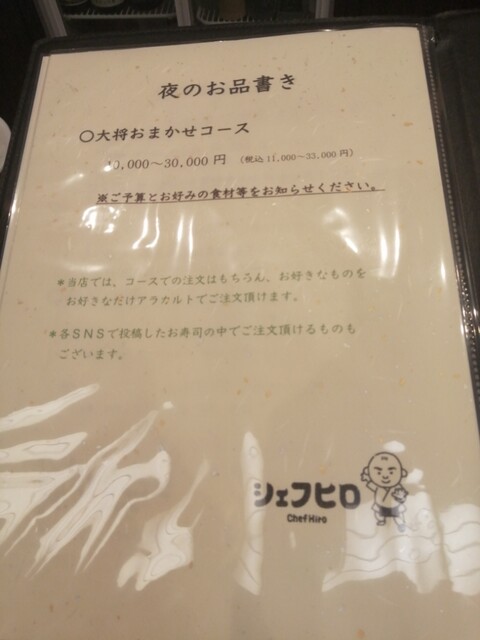 夜のお品書き
〇大将おまかせコース
10,000～30,000円 （税込11,000～33,000円）
※ご予算とお好みの食材等をお知らせください。
＊当店では、コースでの注文はもちろん、お好きなものを
お好きなだけアラカルトでご注文頂けます。
＊各ＳＮＳで投稿したお寿司の中でご注文頂けるものも
ございます。
シェフヒロ
Chef Hiro